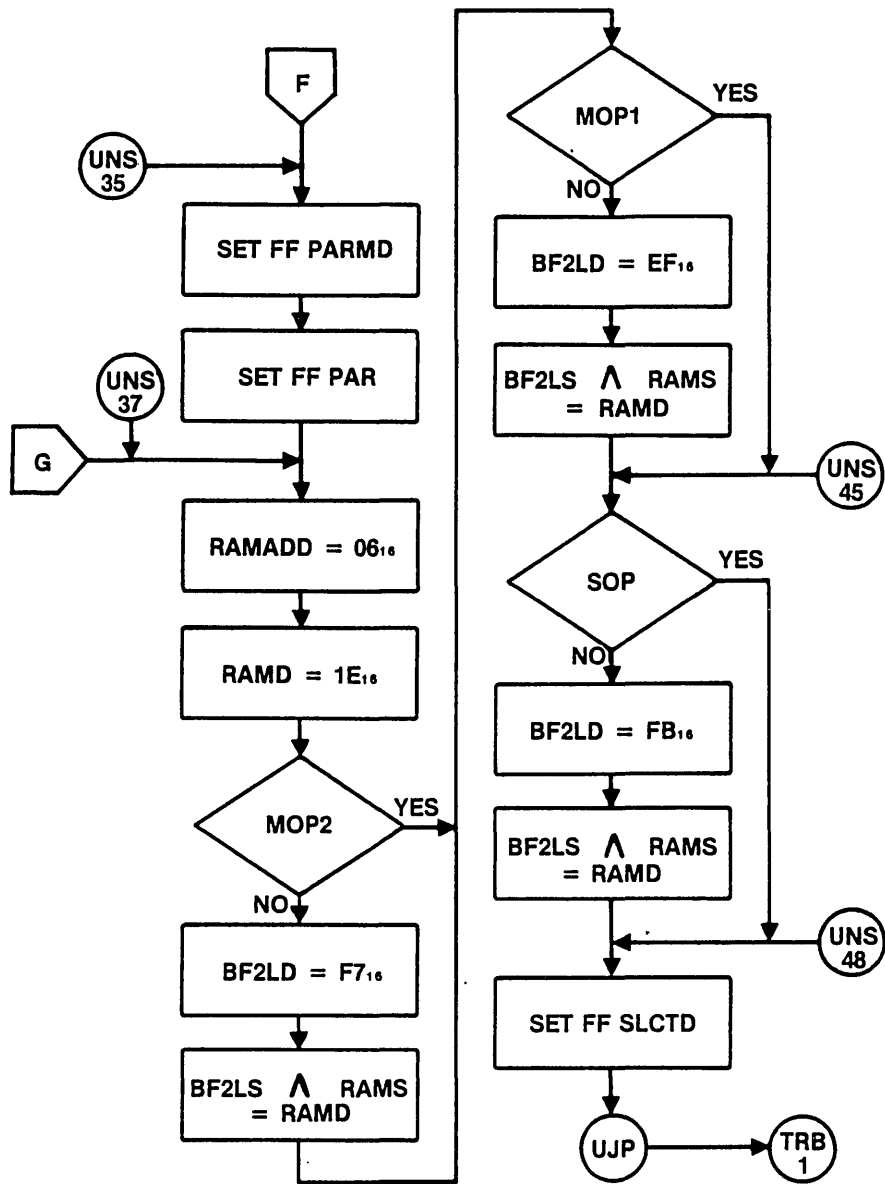 F
UNS
35
SET FF PARMD
SET FF PAR
UNS
37
G
RAMADD = 06₁₆
RAMD = 1E₁₆
MOP2
YES
NO
BF2LD = F7₁₆
BF2LS Λ RAMS
= RAMD
MOP1
YES
NO
BF2LD = EF₁₆
BF2LS Λ RAMS
= RAMD
UNS
45
SOP
YES
NO
BF2LD = FB₁₆
BF2LS Λ RAMS
= RAMD
UNS
48
SET FF SLCTD
UJP
TRB
1